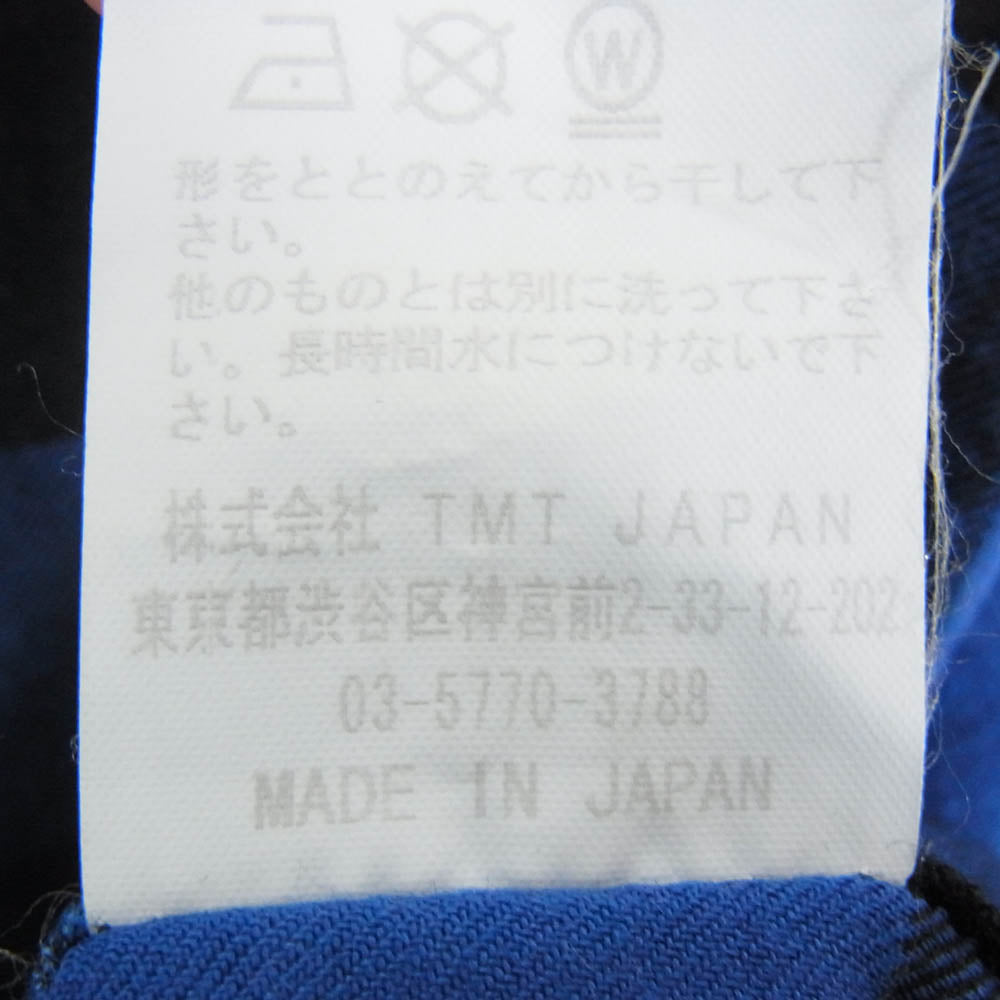 W
形をととのえてから干して下
さい。
他のものとは別に洗って下さ
い。長時間水につけないで下
さい。
株式会社 TMT JAPAN
東京都渋谷区神宮前2-33-12-202
03-5770-3788
MADE IN JAPAN